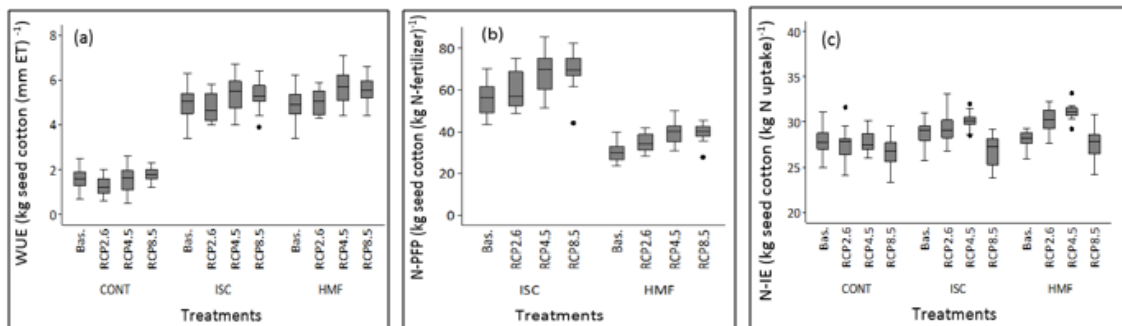 (a)
WUE (kg seed cotton (mm ET)⁻¹)
8
6
4
2
0
Bas.
RCP2.6
RCP4.5
RCP8.5
Bas.
RCP2.6
RCP4.5
RCP8.5
Bas.
RCP2.6
RCP4.5
RCP8.5
CONT ISC HMF
Treatments
(b)
N-PFP (kg seed cotton (kg N-fertilizer)⁻¹
80
60
40
20
0
Bas.
RCP2.6
RCP4.5
RCP8.5
Bas.
RCP2.6
RCP4.5
RCP8.5
ISC HMF
Treatments
(c)
N-IE (kg seed cotton (kg N uptake)⁻¹
40
35
30
25
20
Bas.
RCP2.6
RCP4.5
RCP8.5
Bas.
RCP2.6
RCP4.5
RCP8.5
Bas.
RCP2.6
RCP4.5
RCP8.5
CONT ISC HMF
Treatments